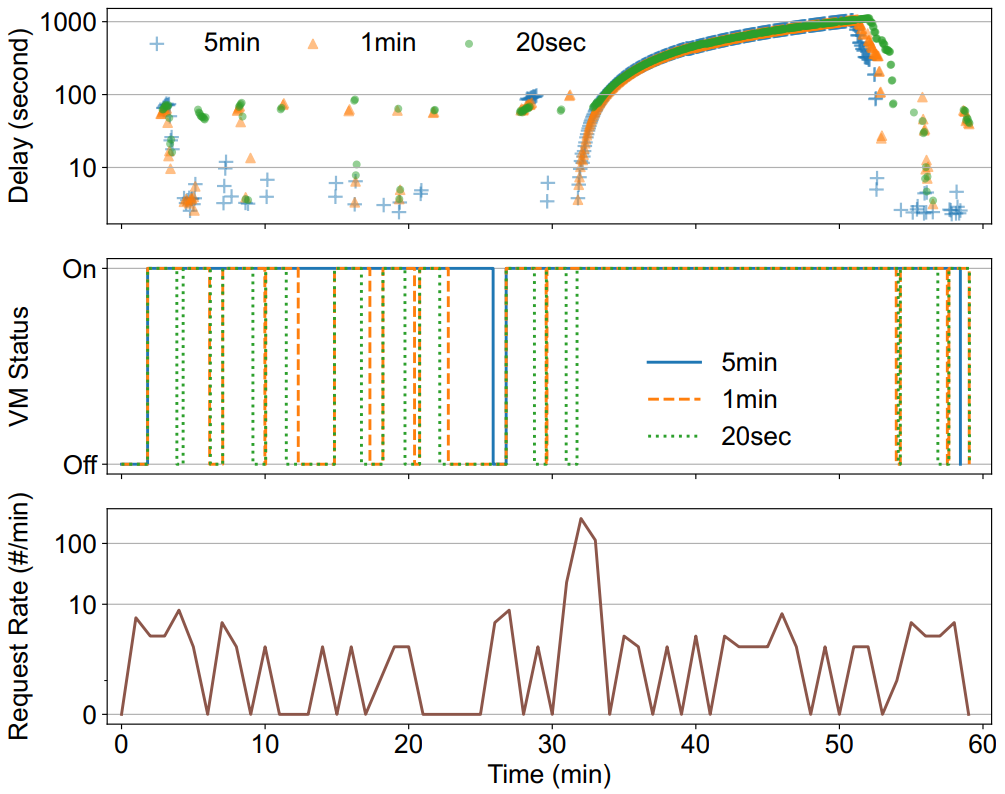 Delay (second)
1000
100
10
5min
1min
20sec
VM Status
On
Off
5min
1min
20sec
Request Rate (#/min)
100
10
0
0
10
20
30
40
50
60
Time (min)